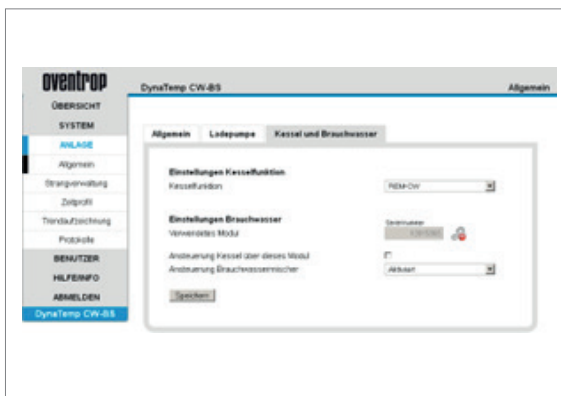 oventrop
DynaTemp CW-BS
Allgemein
ÜBERSICHT
SYSTEM
ANLAGE
Allgemein
Strangverwaltung
Zeitprofil
Trendaufzeichnung
Protokolle
BENUTZER
HILFE/INFO
ABMELDEN
DynaTemp CW-BS
Allgemein Ladepumpe Kessel und Brauchwasser
Einstellungen Kesselfunktion
Kesselfunktion
Einstellungen Brauchwasser
Seriennummer
Verwendetes Modul
Ansteuerung Kessel über dieses Modul
Ansteuerung Brauchwassermischer
Aktiviert
Speichern